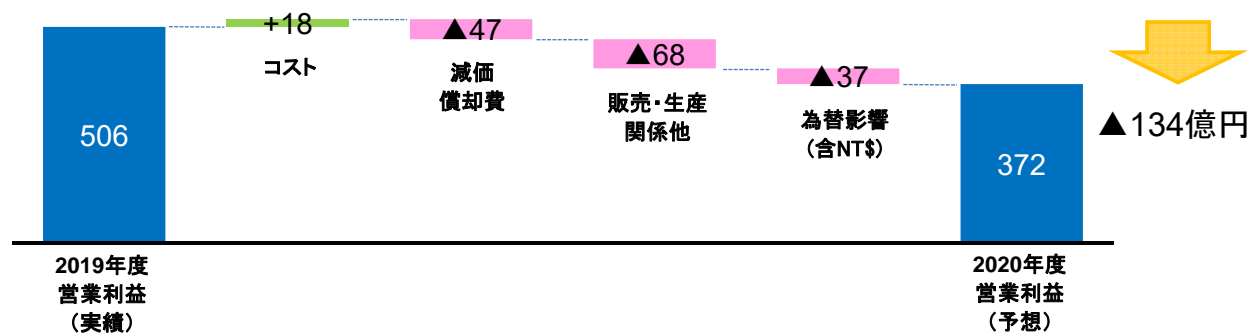 506
2019年度
営業利益
（実績）
+18
コスト
▲47
減価
償却費
▲68
販売・生産
関係他
▲37
為替影響
（含NT$）
372
2020年度
営業利益
（予想）
▲134億円